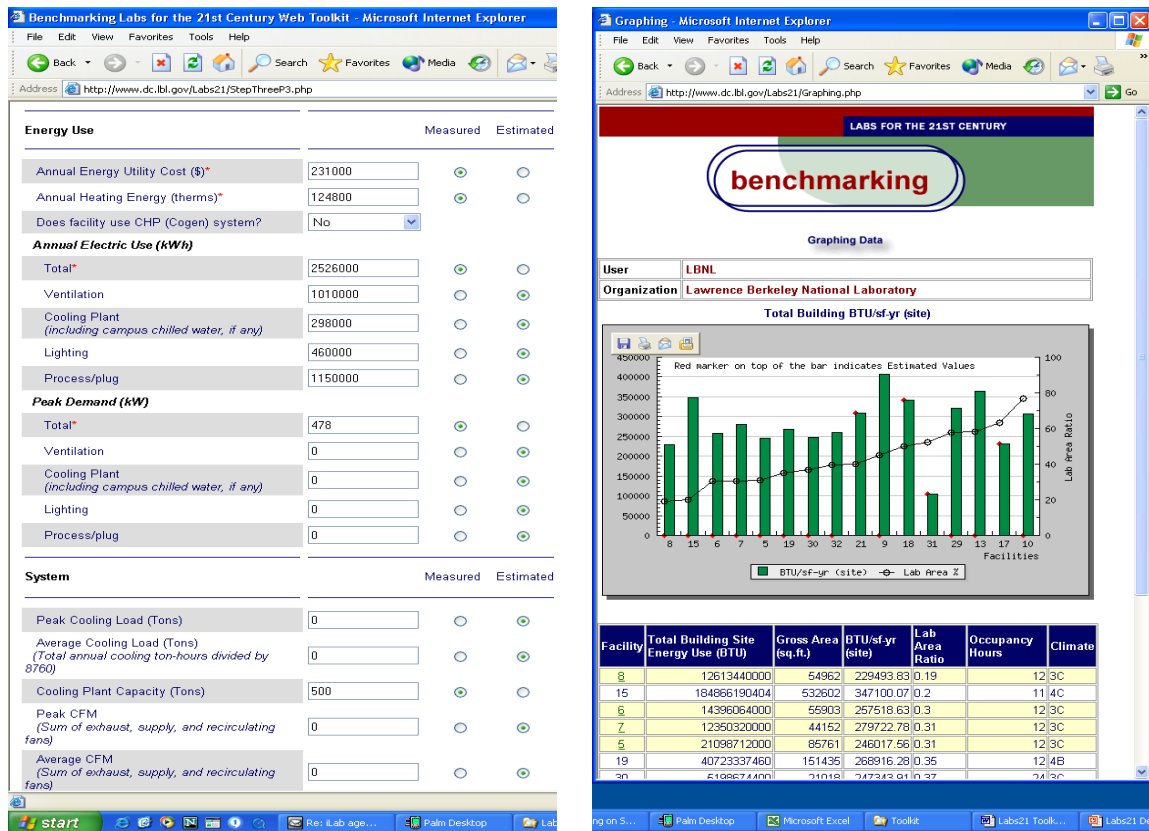 Benchmarking Labs for the 21st Century Web Toolkit - Microsoft Internet Explorer
File Edit View Favorites Tools Help
Back Search Favorites Media
Address http://www.dc.lbl.gov/Labs21/StepThreeP3.php
Energy Use Measured Estimated
Annual Energy Utility Cost ($)* 231000
Annual Heating Energy (therms)* 124800
Does facility use CHP (Cogen) system? No
Annual Electric Use (kWh)
Total* 2526000
Ventilation 1010000
Cooling Plant
(including campus chilled water, if any) 298000
Lighting 460000
Process/plug 1150000
Peak Demand (kW)
Total* 478
Ventilation 0
Cooling Plant
(including campus chilled water, if any) 0
Lighting 0
Process/plug 0
System Measured Estimated
Peak Cooling Load (Tons) 0
Average Cooling Load (Tons)
(Total annual cooling ton-hours divided by 0
8760)
Cooling Plant Capacity (Tons) 500
Peak CFM
(Sum of exhaust, supply, and recirculating 0
fans)
Average CFM
(Sum of exhaust, supply, and recirculating 0
fans)
start Re: iLab age... Palm Desktop Lab
Graphing - Microsoft Internet Explorer
File Edit View Favorites Tools Help
Back Search Favorites Media
Address http://www.dc.lbl.gov/Labs21/Graphing.php Go
LABS FOR THE 21ST CENTURY
benchmarking
Graphing Data
User LBNL
Organization Lawrence Berkeley National Laboratory
Total Building BTU/sf-yr (site)
Red marker on top of the bar indicates Estimated Values
450000 100
400000
350000 80
300000
250000 60
200000
150000 40
100000 20
50000
0 0
Lab Area Ratio
8 15 6 7 5 19 30 32 21 9 18 31 29 13 17 10
Facilities
BTU/sf-yr (site) Lab Area %
Facility Total Building Site Energy Use (BTU) Gross Area (sq.ft.) BTU/sf-yr (site) Lab Area Ratio Occupancy Hours Climate
8 12613440000 54962 229493.83 0.19 12 3C
15 184866190404 532602 347100.07 0.2 11 4C
6 14396064000 55903 257518.63 0.3 12 3C
7 12350320000 44152 279722.78 0.31 12 3C
5 21098712000 85761 246017.56 0.31 12 3C
19 40723337460 151435 268916.28 0.35 12 4B
30 5198674400 21018 247343.91 0.37 24 3C
ng on S... Palm Desktop Microsoft Excel Toolkit Labs21 Toolk... Labs21 De